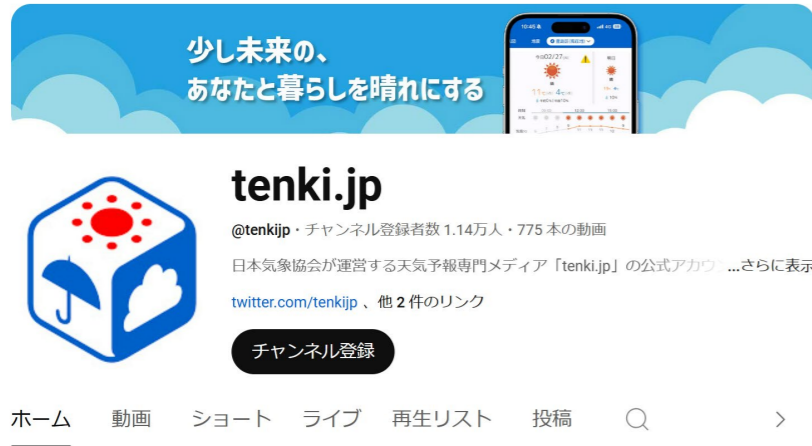 少し未来の、
あなたと暮らしを晴れにする
tenki.jp
@tenkijp・チャンネル登録者数 1.14万人・775 本の動画
日本気象協会が運営する天気予報専門メディア「tenki.jp」の公式アカウ ...さらに表示
twitter.com/tenkijp 、他 2 件のリンク
チャンネル登録
ホーム 動画 ショート ライブ 再生リスト 投稿